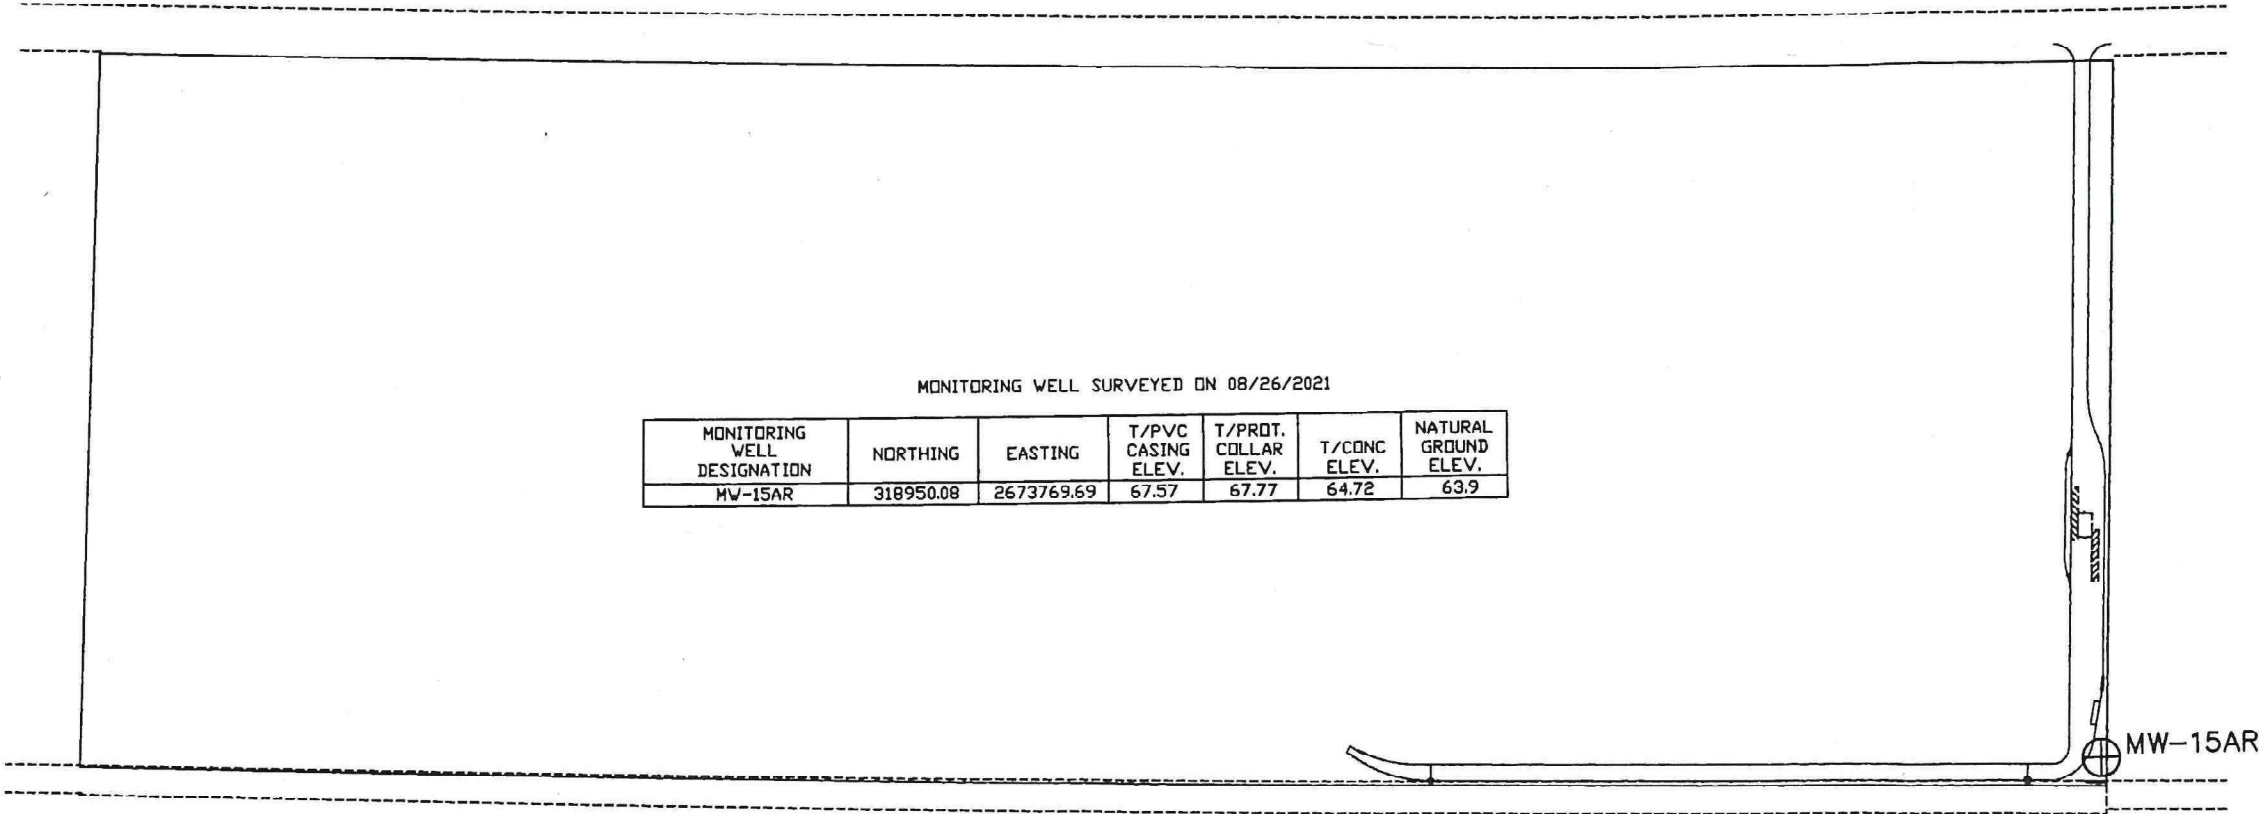 MONITORING WELL SURVEYED ON 08/26/2021
MONITORING WELL DESIGNATION NORTHING EASTING T/PVC CASING ELEV. T/PROT. COLLAR ELEV. T/CONC ELEV. NATURAL GROUND ELEV.
MW-15AR 318950.08 2673769.69 67.57 67.77 64.72 63.9
MW-15AR